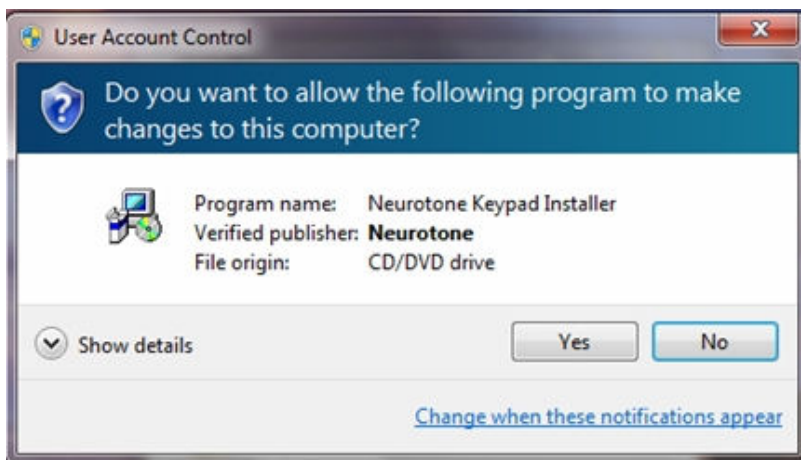 User Account Control
Do you want to allow the following program to make
changes to this computer?
Program name: Neurotone Keypad Installer
Verified publisher: Neurotone
File origin: CD/DVD drive
Show details
Yes No
Change when these notifications appear